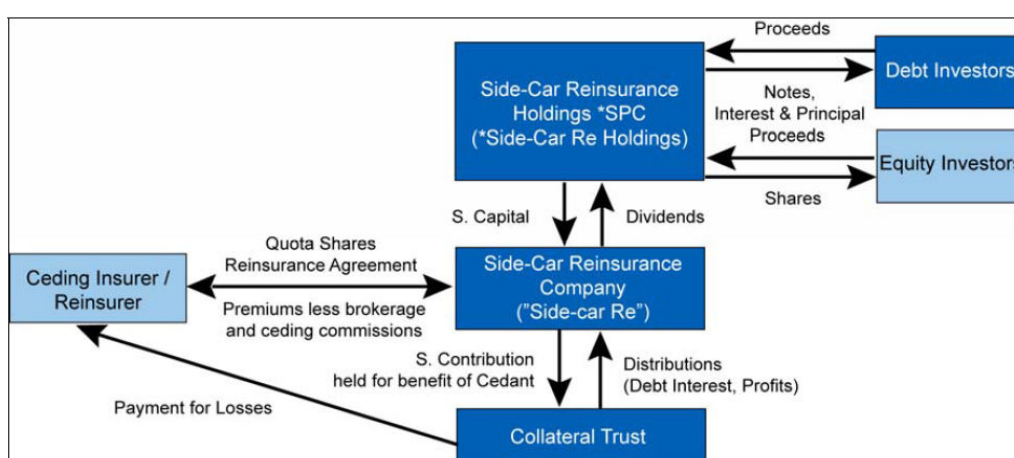 Proceeds
Debt Investors
Side-Car Reinsurance
Holdings *SPC
(*Side-Car Re Holdings)
Notes,
Interest & Principal
Proceeds
Equity Investors
Shares
S. Capital
Dividends
Quota Shares
Reinsurance Agreement
Ceding Insurer /
Reinsurer
Side-Car Reinsurance
Company
("Side-car Re")
Premiums less brokerage
and ceding commissions
S. Contribution
held for benefit of Cedant
Distributions
(Debt Interest, Profits)
Payment for Losses
Collateral Trust